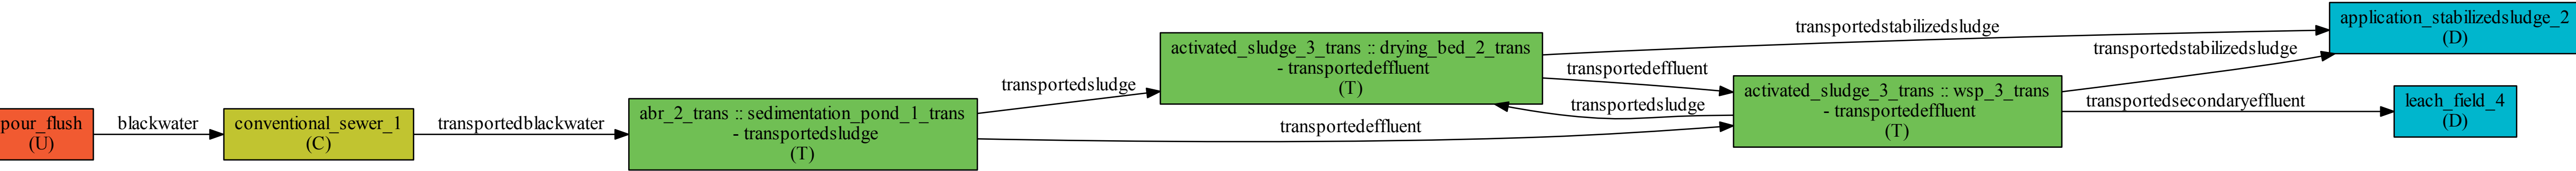 pour_flush
(U)
blackwater
conventional_sewer_1
(C)
transportedblackwater
abr_2_trans :: sedimentation_pond_1_trans
- transportedsludge
(T)
transportedsludge
transportedeffluent
activated_sludge_3_trans :: drying_bed_2_trans
- transportedeffluent
(T)
transportedstabilizedsludge
transportedeffluent
transportedsludge
activated_sludge_3_trans :: wsp_3_trans
- transportedeffluent
(T)
transportedstabilizedsludge
transportedsecondaryeffluent
application_stabilizedsludge_2
(D)
leach_field_4
(D)